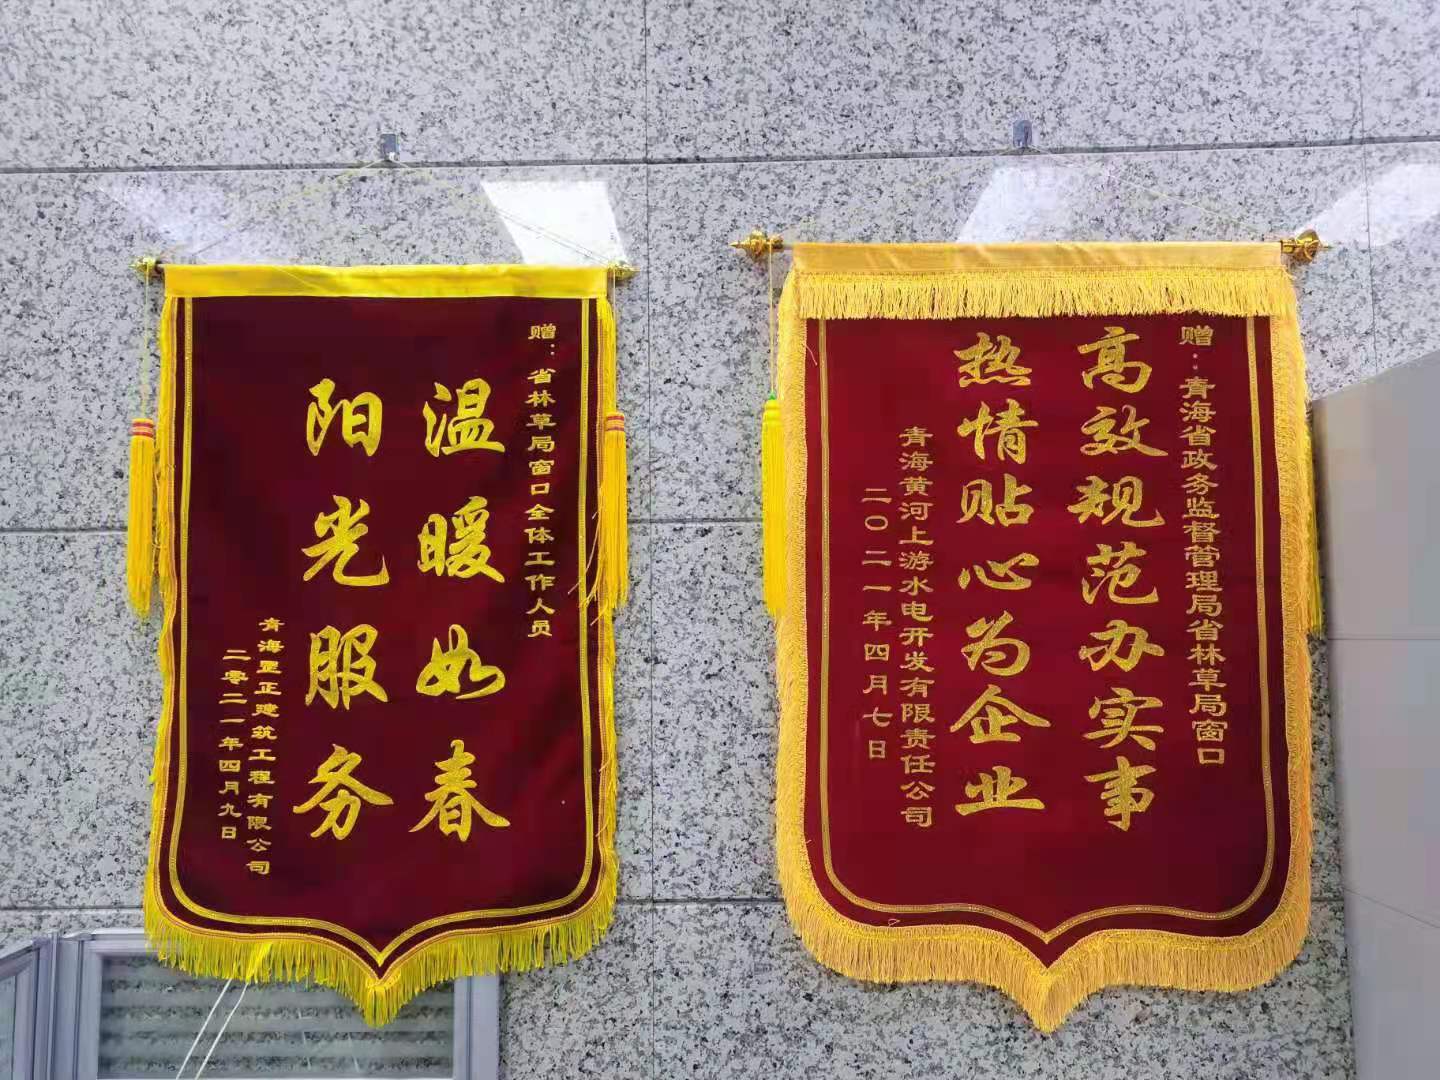 赠：省林草局窗口全体工作人员
温暖如春
阳光服务
青海垦正建筑工程有限公司
二零二一年四月九日
赠：青海省政务监督管理局省林草局窗口
高效规范办实事
热情贴心为企业
青海黄河上游水电开发有限责任公司
二〇二一年四月七日